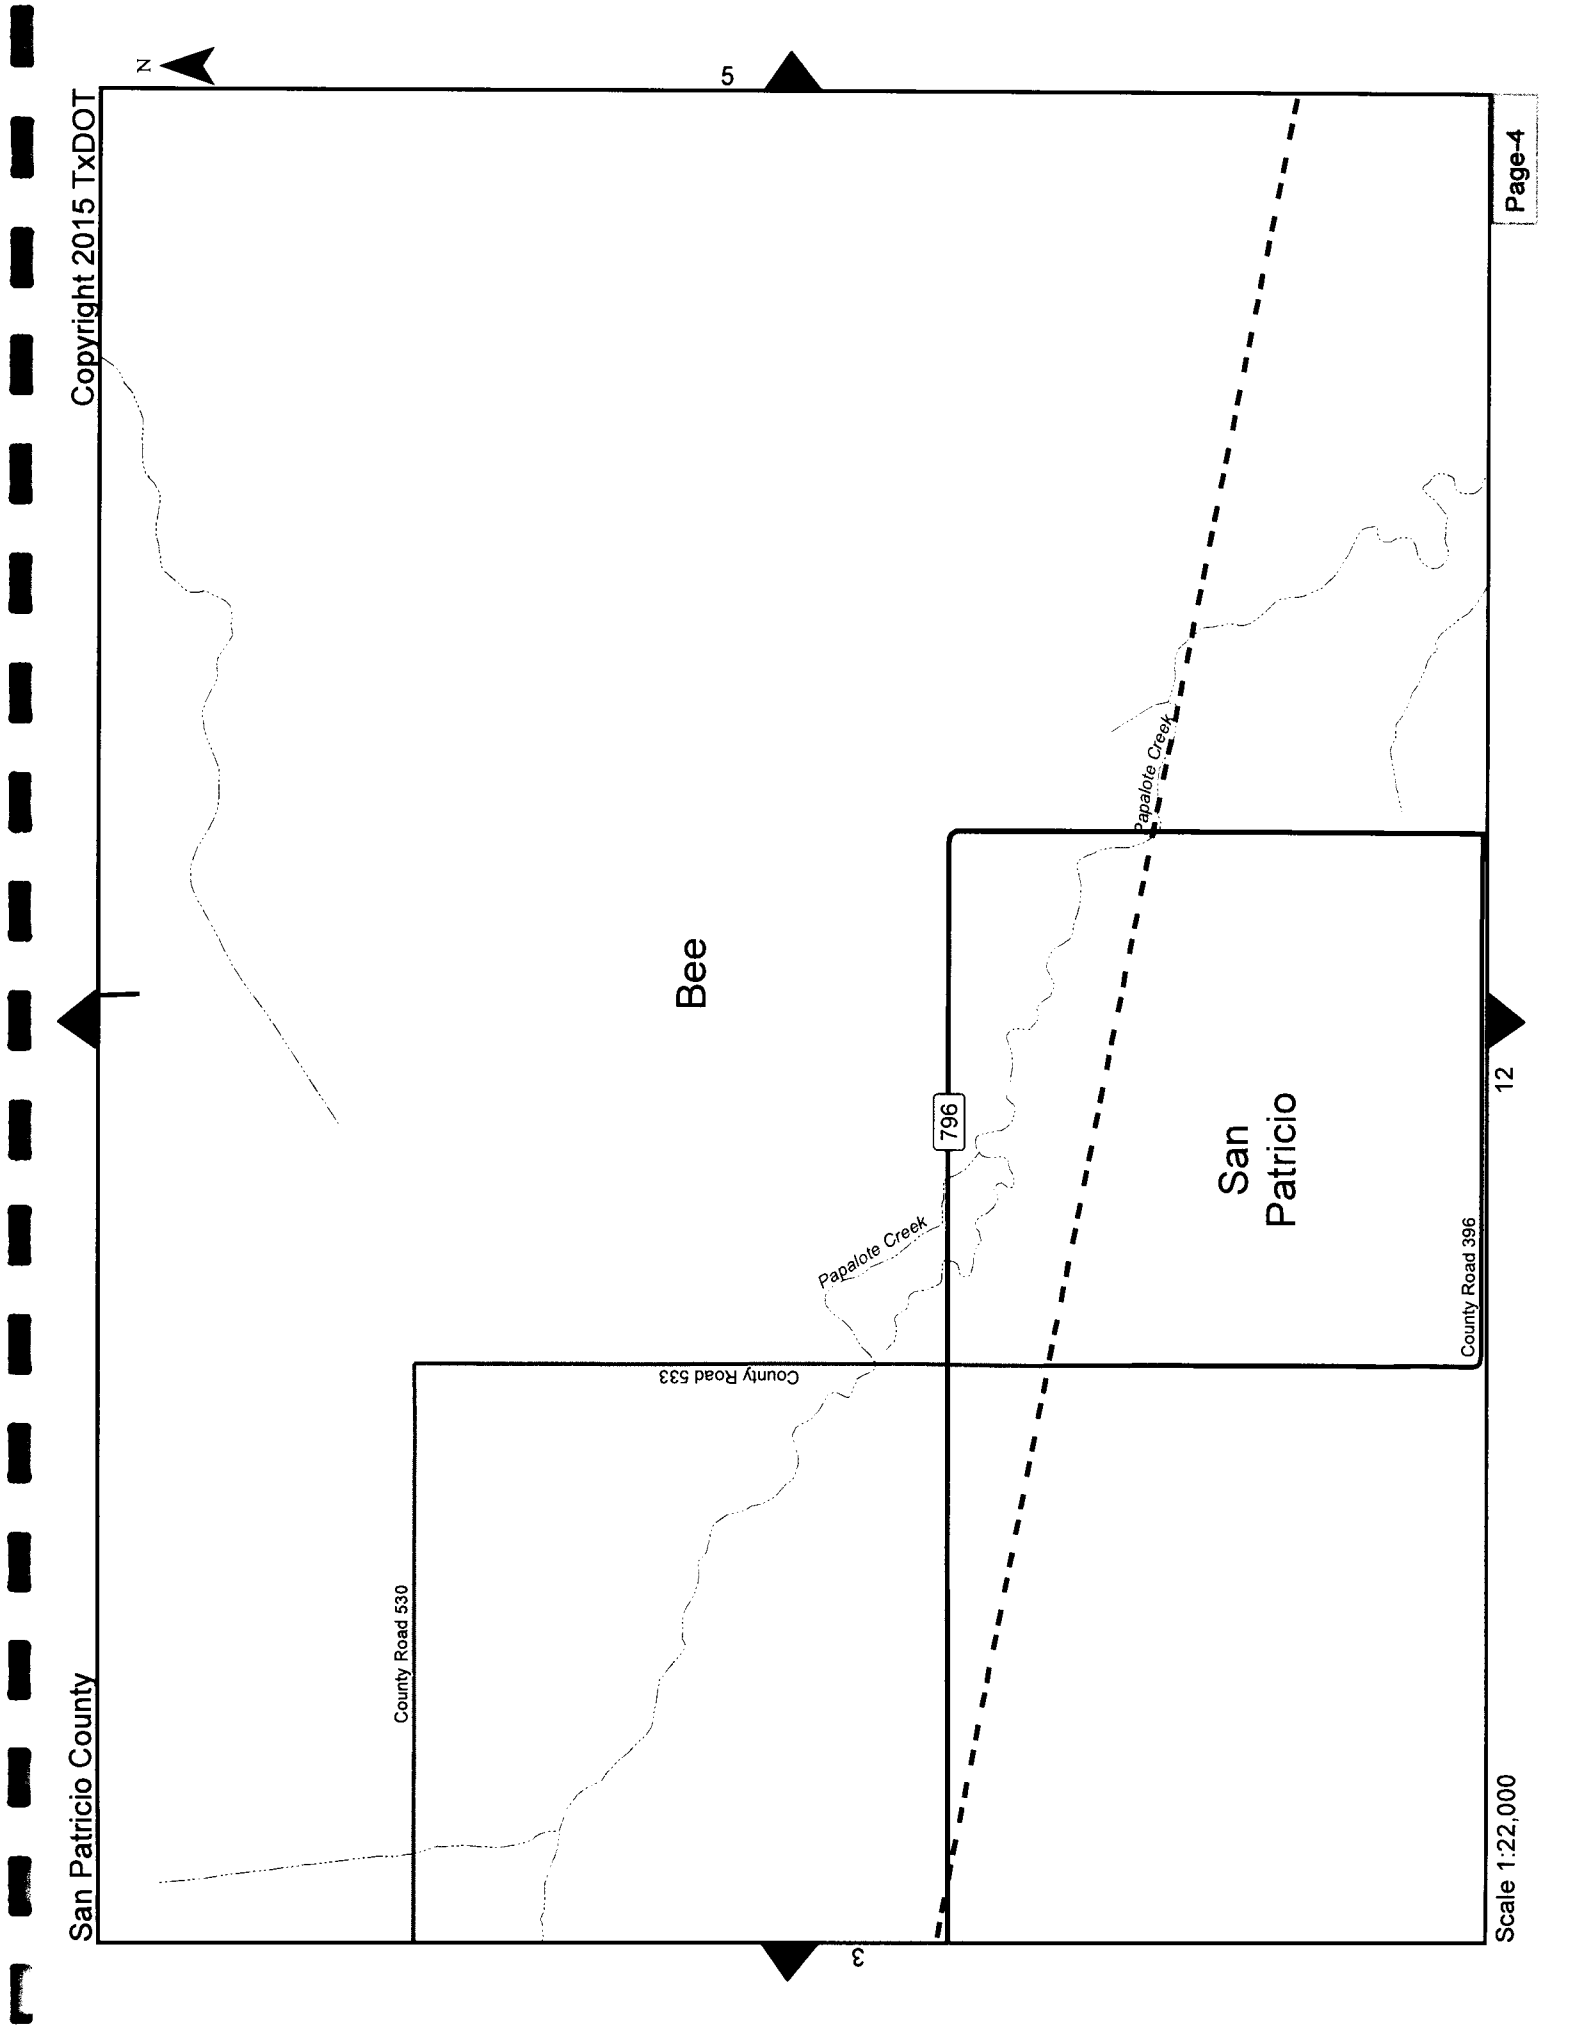 San Patricio County
Copyright 2015 TxDOT
N
County Road 530
Bee
5
3
County Road 533
Papalote Creek
796
Papalote Creek
San
Patricio
County Road 396
Scale 1:22,000
12
Page-4